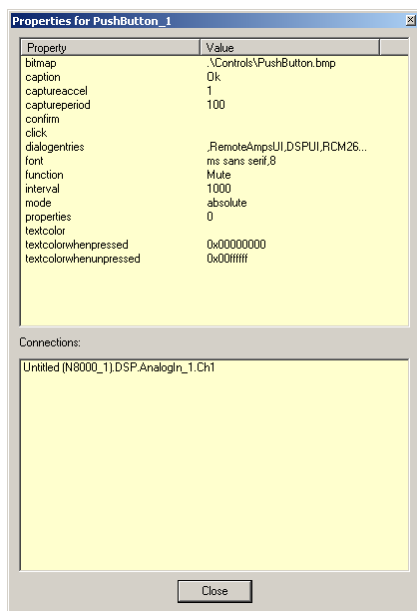 Properties for PushButton_1
Property Value
bitmap .\Controls\PushButton.bmp
caption Ok
captureaccel 1
captureperiod 100
confirm
click
dialogentries ,RemoteAmpsUI,DSPUI,RCM26...
font ms sans serif,8
function Mute
interval 1000
mode absolute
properties 0
textcolor
textcolorwhenpressed 0x00000000
textcolorwhenunpressed 0x00ffffff
Connections:
Untitled (N8000_1).DSP.AnalogIn_1.Ch1
Close